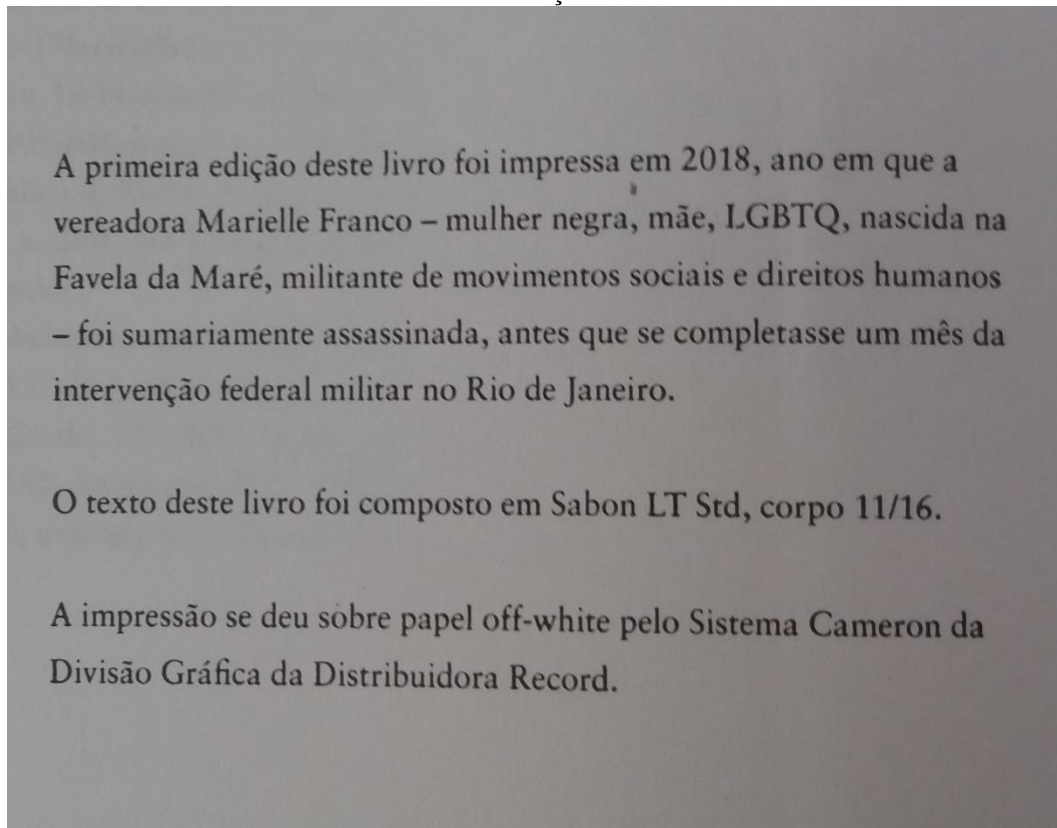 A primeira edição deste livro foi impressa em 2018, ano em que a
vereadora Marielle Franco – mulher negra, mãe, LGBTQ, nascida na
Favela da Maré, militante de movimentos sociais e direitos humanos
– foi sumariamente assassinada, antes que se completasse um mês da
intervenção federal militar no Rio de Janeiro.
O texto deste livro foi composto em Sabon LT Std, corpo 11/16.
A impressão se deu sobre papel off-white pelo Sistema Cameron da
Divisão Gráfica da Distribuidora Record.